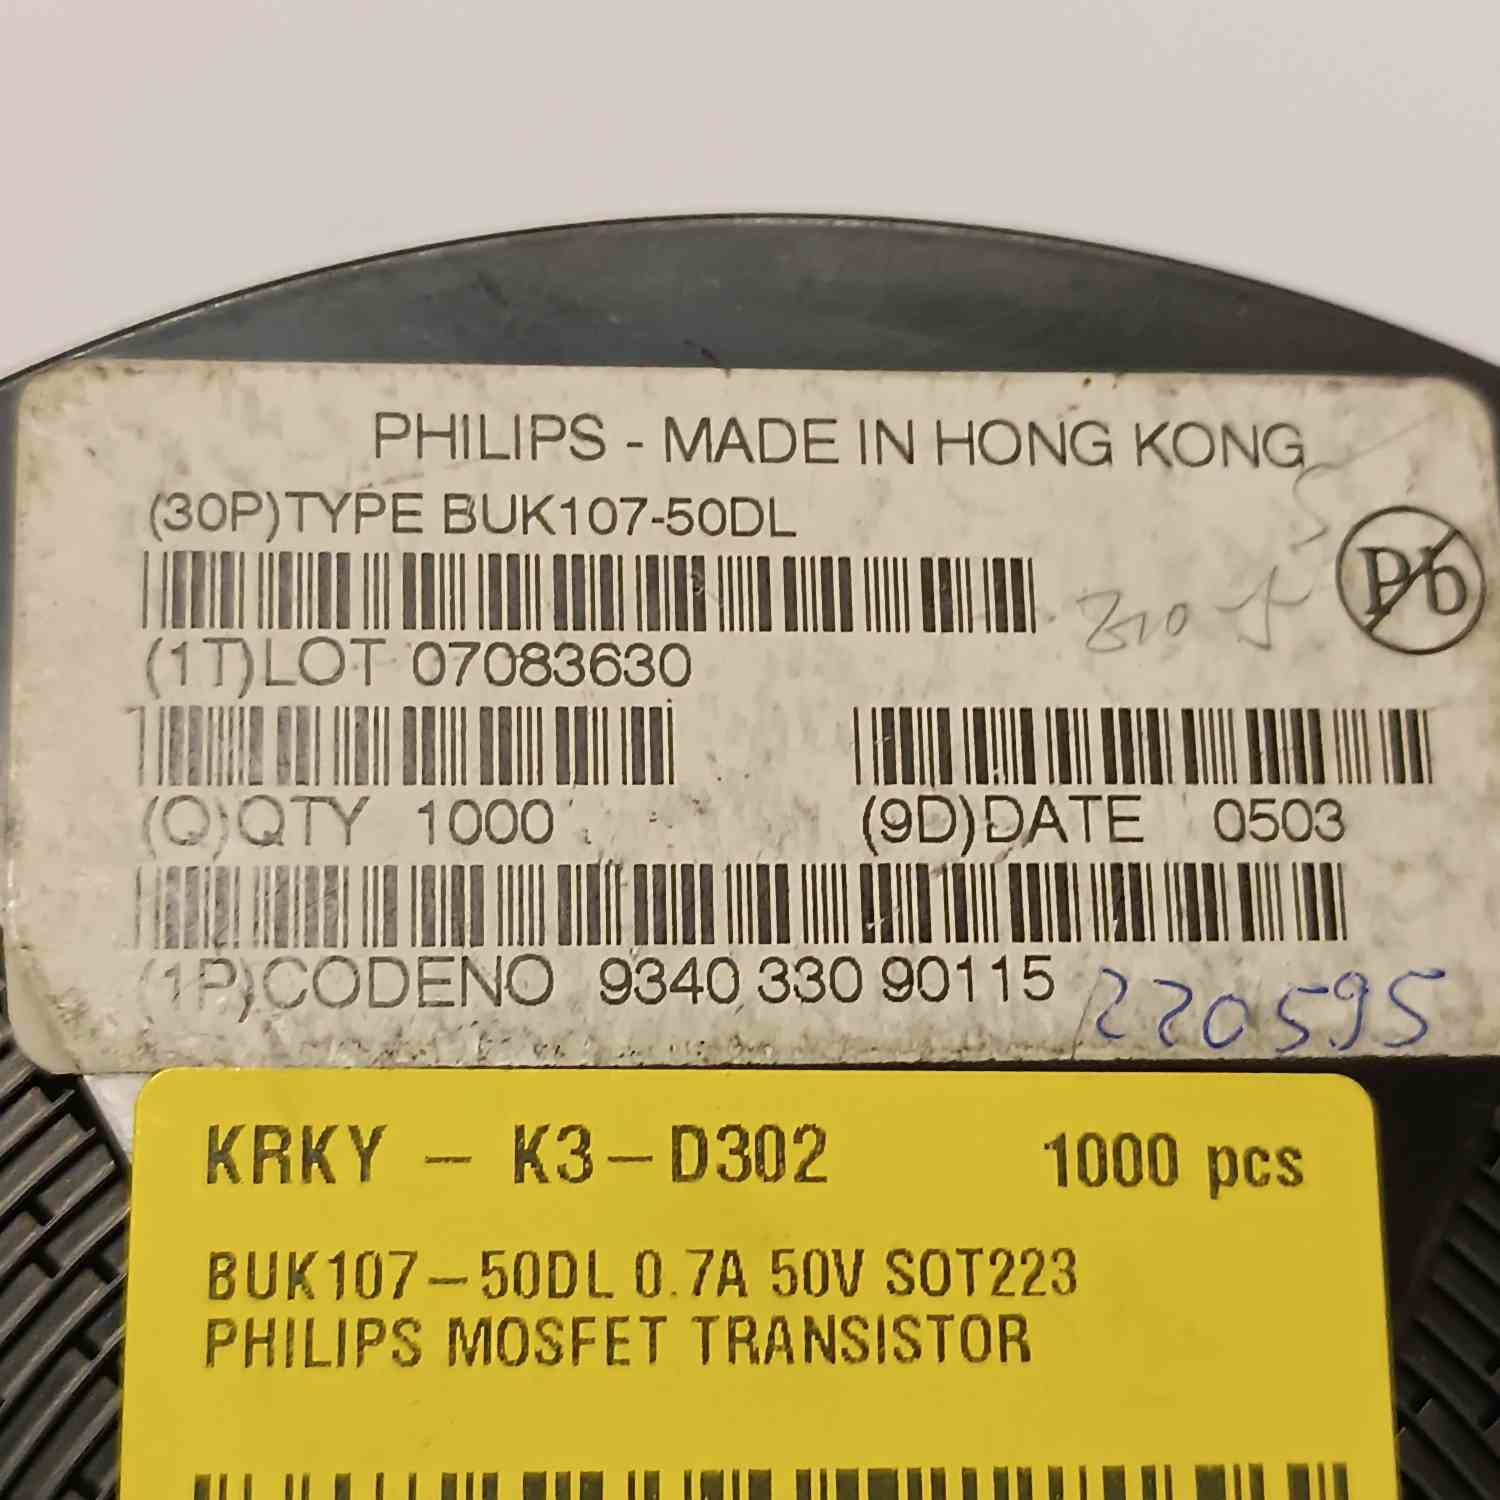 PHILIPS - MADE IN HONG KONG
(30P)TYPE BUK107-50DL
Pb
(1T)LOT 07083630
(Q)QTY 1000 (9D)DATE 0503
(1P)CODENO 9340 330 90115
220595
KRKY - K3-D302 1000 pcs
BUK107-50DL 0.7A 50V SOT223
PHILIPS MOSFET TRANSISTOR